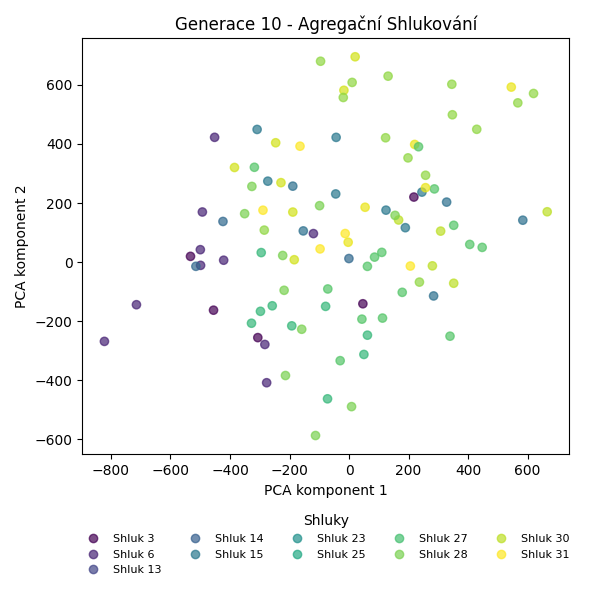 Generace 10 - Agregační Shlukování
PCA komponent 2
600
400
200
0
−200
−400
−600
−800 −600 −400 −200 0 200 400 600
PCA komponent 1
Shluky
Shluk 3 Shluk 14 Shluk 23 Shluk 27 Shluk 30
Shluk 6 Shluk 15 Shluk 25 Shluk 28 Shluk 31
Shluk 13